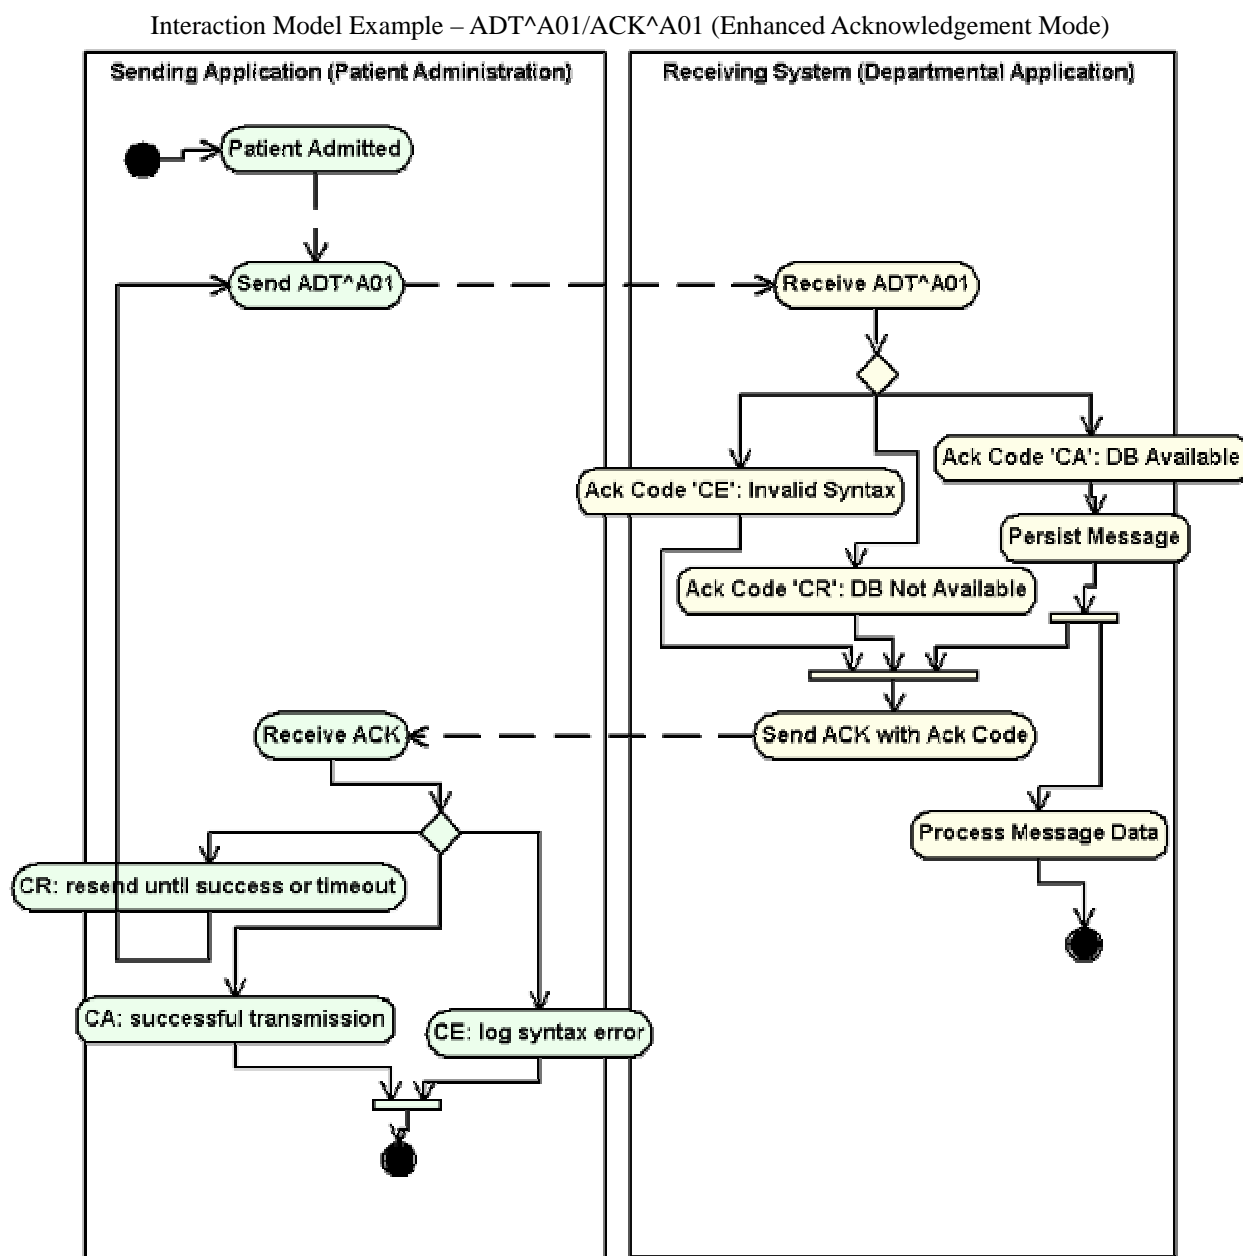 Interaction Model Example – ADT^A01/ACK^A01 (Enhanced Acknowledgement Mode)
Sending Application (Patient Administration)
Receiving System (Departmental Application)
Patient Admitted
Send ADT^A01
Receive ADT^A01
Ack Code 'CA': DB Available
Ack Code 'CE': Invalid Syntax
Persist Message
Ack Code 'CR': DB Not Available
Receive ACK
Send ACK with Ack Code
Process Message Data
CR: resend until success or timeout
CA: successful transmission
CE: log syntax error